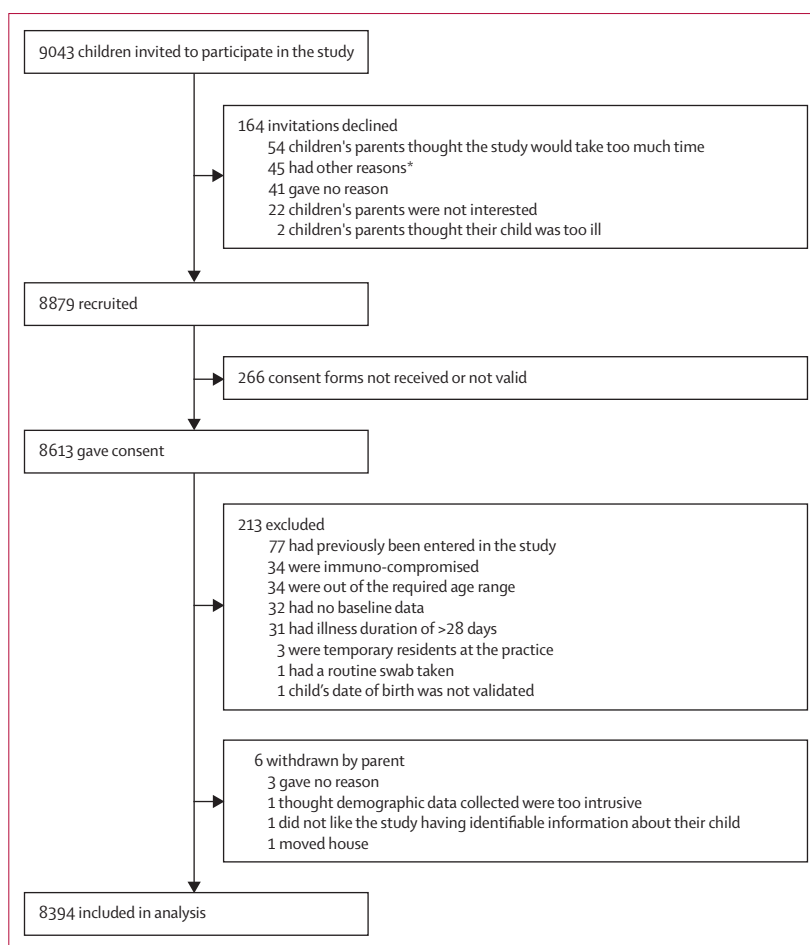 9043 children invited to participate in the study
164 invitations declined
54 children's parents thought the study would take too much time
45 had other reasons*
41 gave no reason
22 children's parents were not interested
2 children's parents thought their child was too ill
8879 recruited
266 consent forms not received or not valid
8613 gave consent
213 excluded
77 had previously been entered in the study
34 were immuno-compromised
34 were out of the required age range
32 had no baseline data
31 had illness duration of >28 days
3 were temporary residents at the practice
1 had a routine swab taken
1 child's date of birth was not validated
6 withdrawn by parent
3 gave no reason
1 thought demographic data collected were too intrusive
1 did not like the study having identifiable information about their child
1 moved house
8394 included in analysis